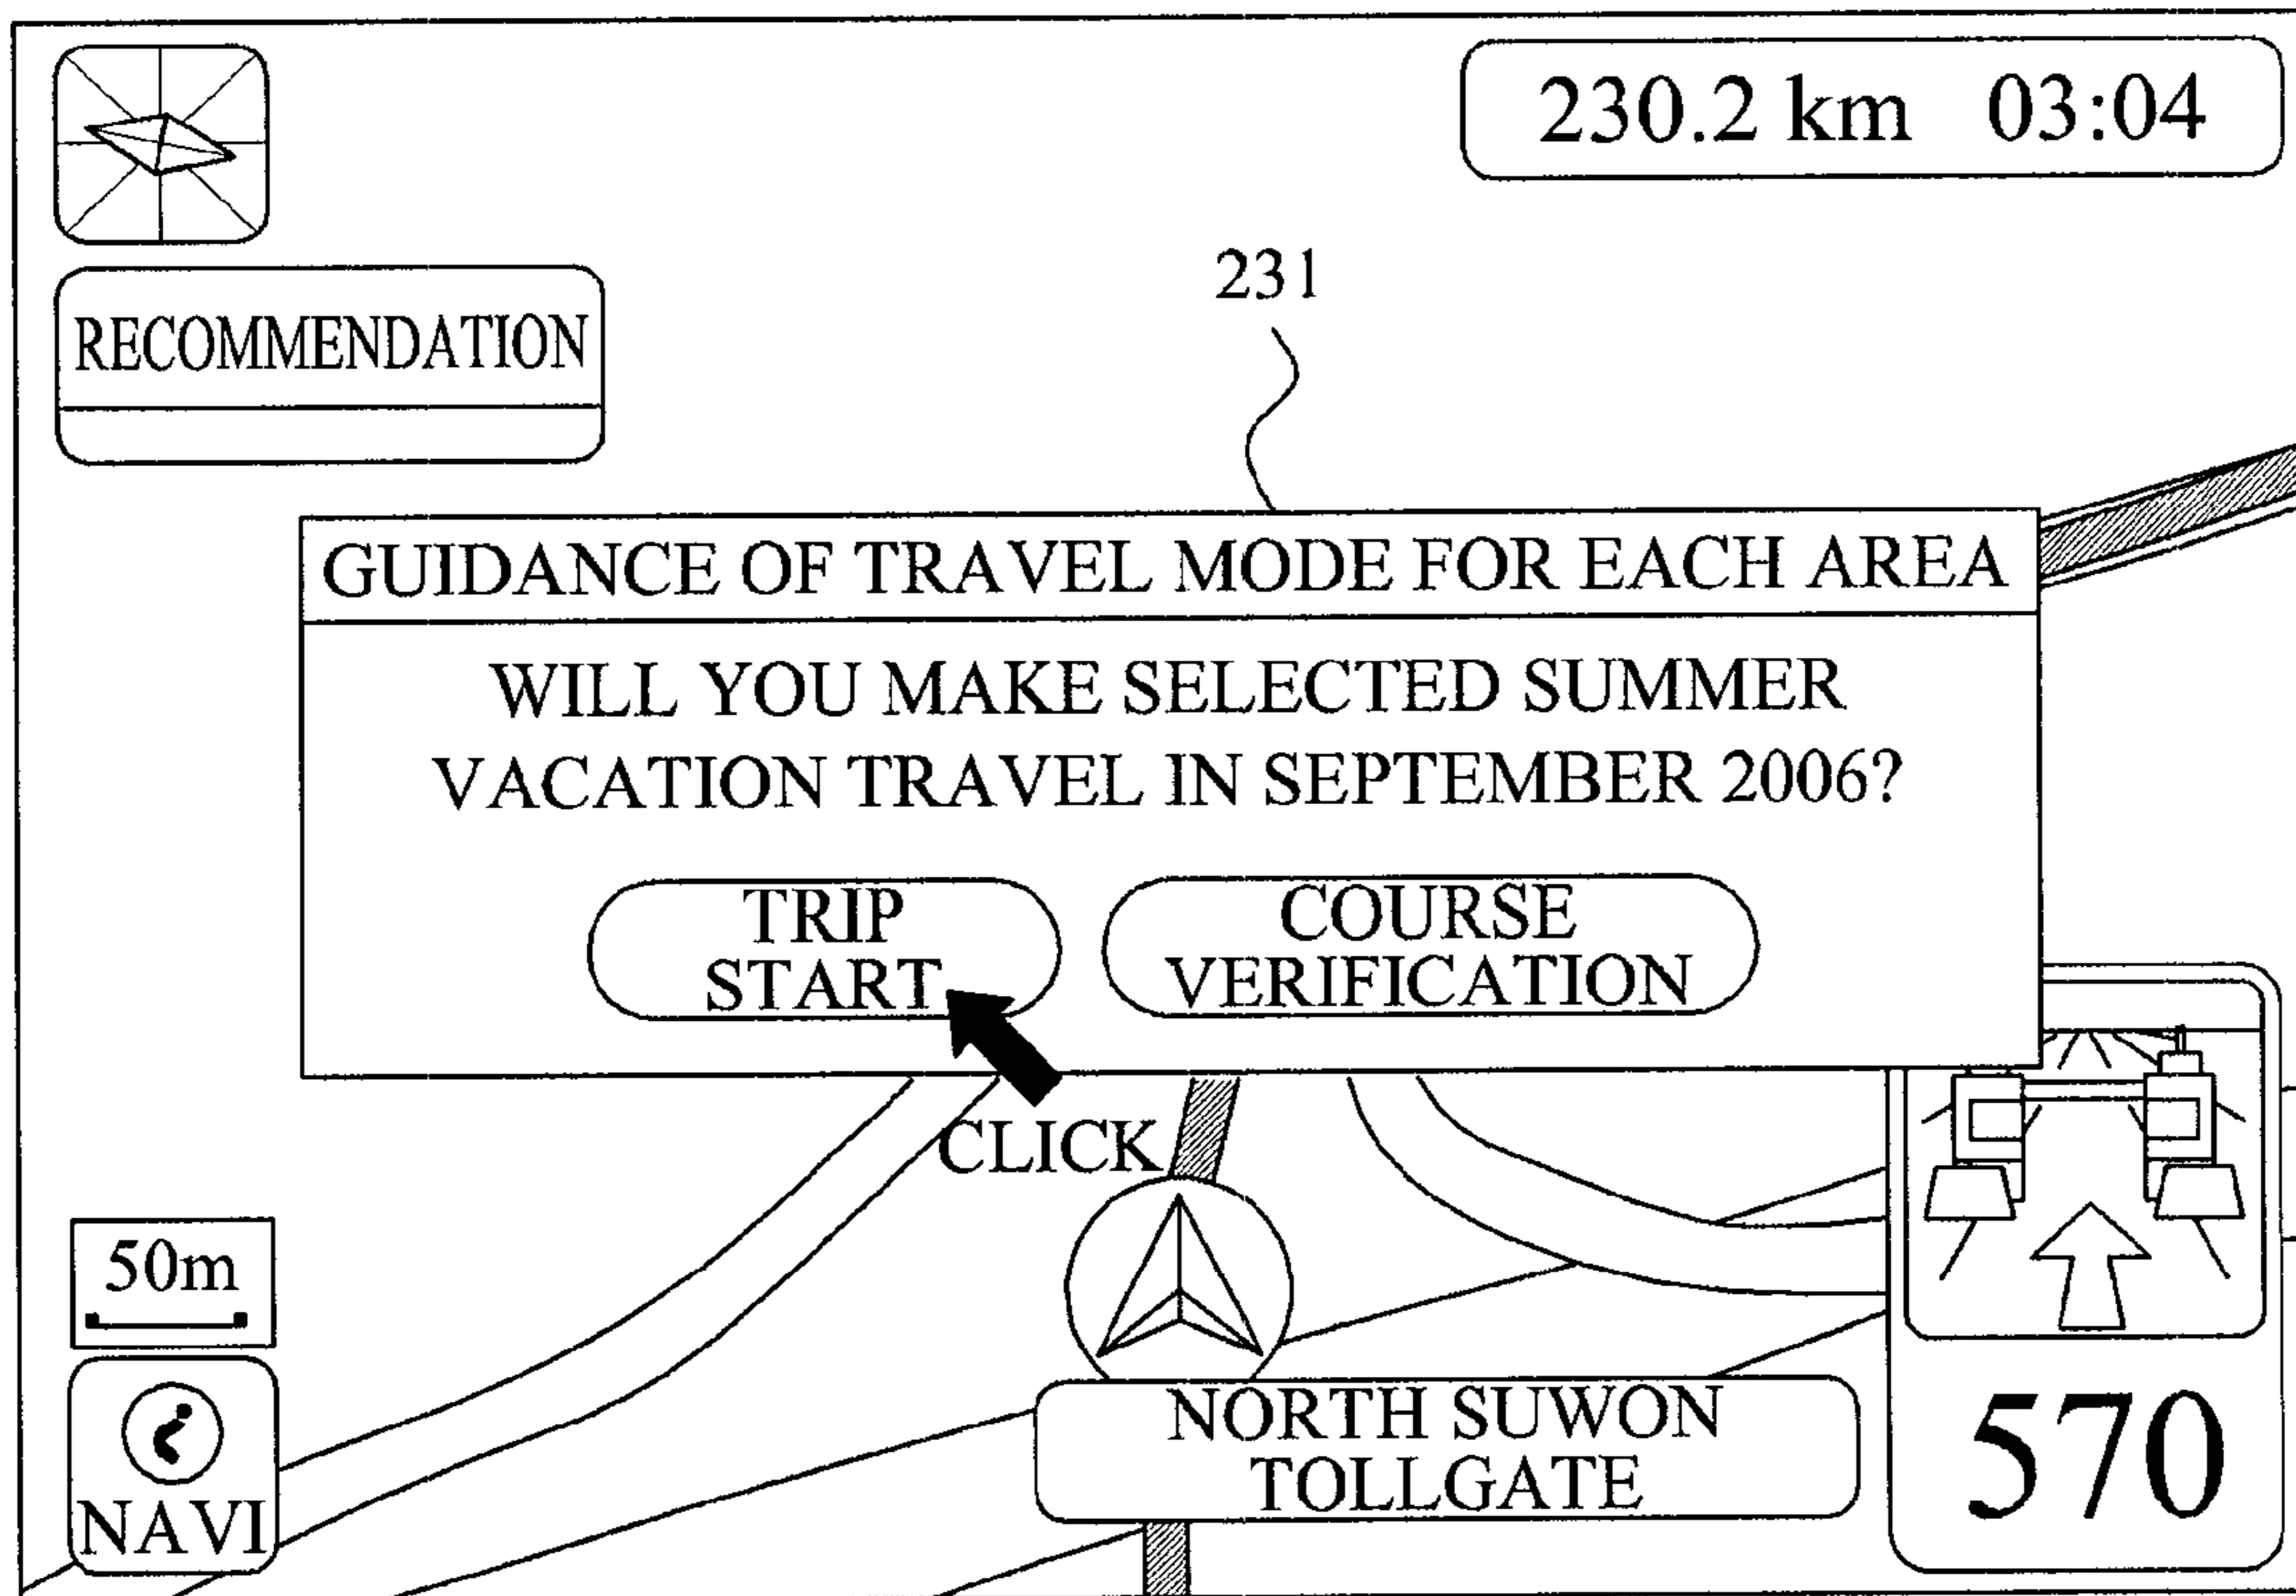 230.2 km 03:04
231
RECOMMENDATION
GUIDANCE OF TRAVEL MODE FOR EACH AREA
WILL YOU MAKE SELECTED SUMMER
VACATION TRAVEL IN SEPTEMBER 2006?
TRIP
START
COURSE
VERIFICATION
CLICK
50m
NAVI
NORTH SUWON
TOLLGATE
570